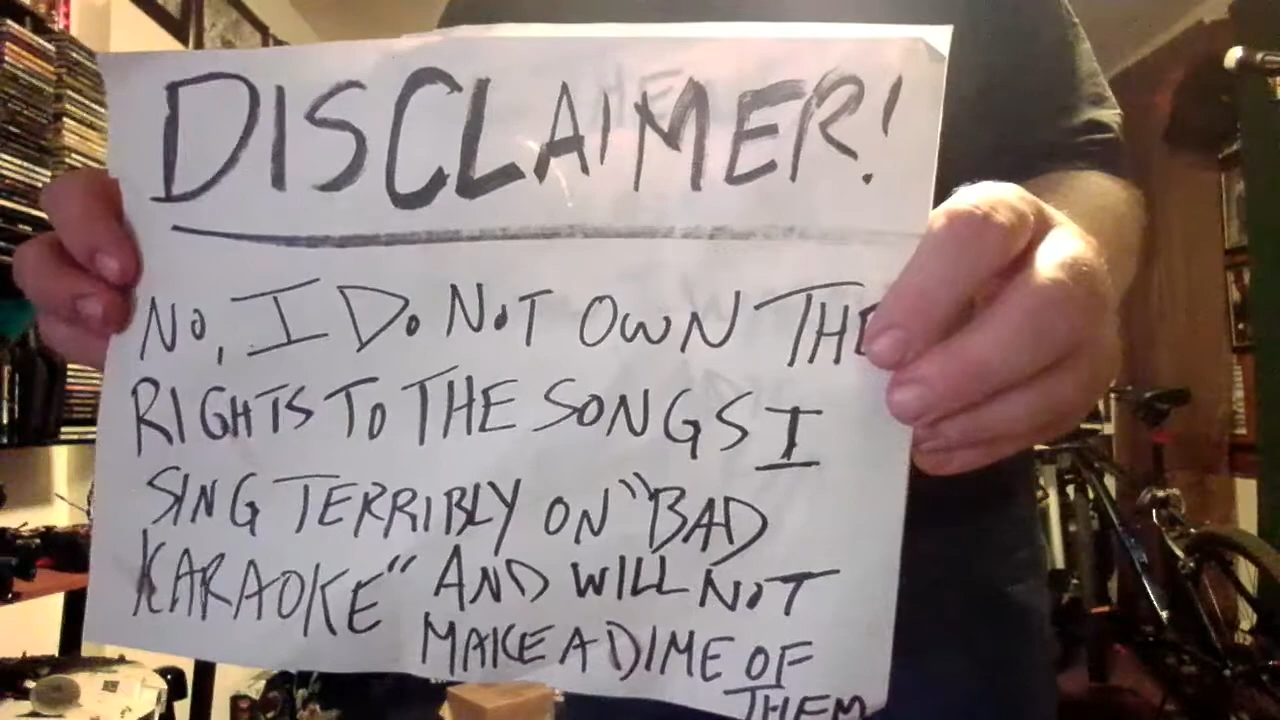 DISCLAIMER!
NO, I DO NOT OWN THE
RIGHTS TO THE SONGS I
SING TERRIBLY ON "BAD
KARAOKE" AND WILL NOT
MAKE A DIME OF
THEM